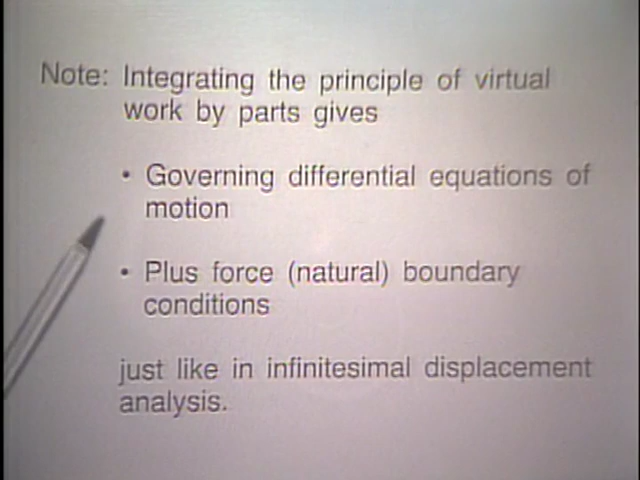 Note: Integrating the principle of virtual
work by parts gives
• Governing differential equations of
motion
• Plus force (natural) boundary
conditions
just like in infinitesimal displacement
analysis.